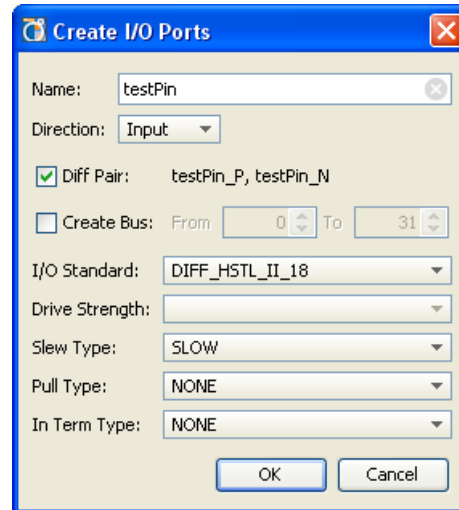 Create I/O Ports
Name: testPin
Direction: Input
Diff Pair: testPin_P, testPin_N
Create Bus: From 0 To 31
I/O Standard: DIFF_HSTL_II_18
Drive Strength:
Slew Type: SLOW
Pull Type: NONE
In Term Type: NONE
OK Cancel